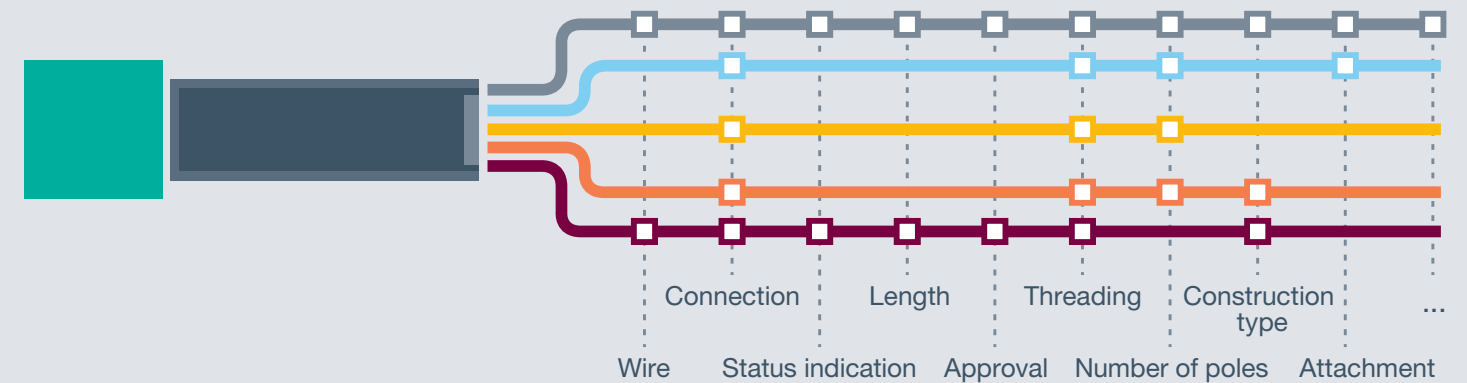 Connection
Length
Threading
Construction
type
...
Wire
Status indication
Approval
Number of poles
Attachment